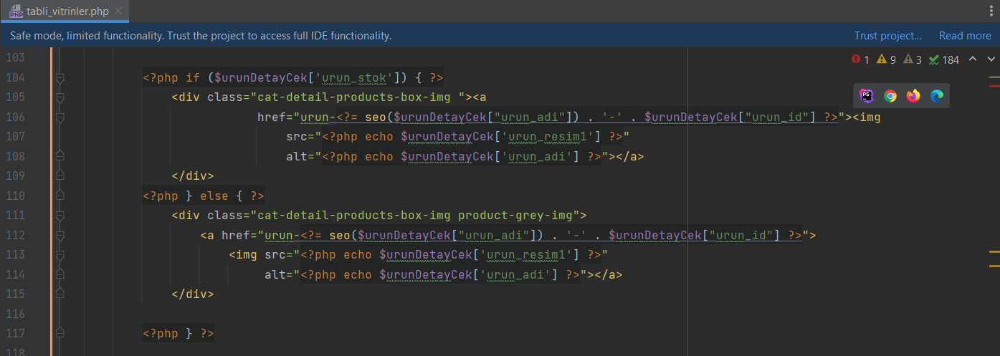 tabli_vitrinler.php
Safe mode, limited functionality. Trust the project to access full IDE functionality. Trust project... Read more
103 1 9 3 184
104 <?php if ($urunDetayCek['urun_stok']) { ?>
105 <div class="cat-detail-products-box-img "><a
106 href="urun-<?= seo($urunDetayCek["urun_adi"]) . '-' . $urunDetayCek["urun_id"] ?>"><img
107 src="<?php echo $urunDetayCek['urun_resim1'] ?>"
108 alt="<?php echo $urunDetayCek['urun_adi'] ?>"></a>
109 </div>
110 <?php } else { ?>
111 <div class="cat-detail-products-box-img product-grey-img">
112 <a href="urun-<?= seo($urunDetayCek["urun_adi"]) . '-' . $urunDetayCek["urun_id"] ?>">
113 <img src="<?php echo $urunDetayCek['urun_resim1'] ?>"
114 alt="<?php echo $urunDetayCek['urun_adi'] ?>"></a>
115 </div>
116
117 <?php } ?>
118